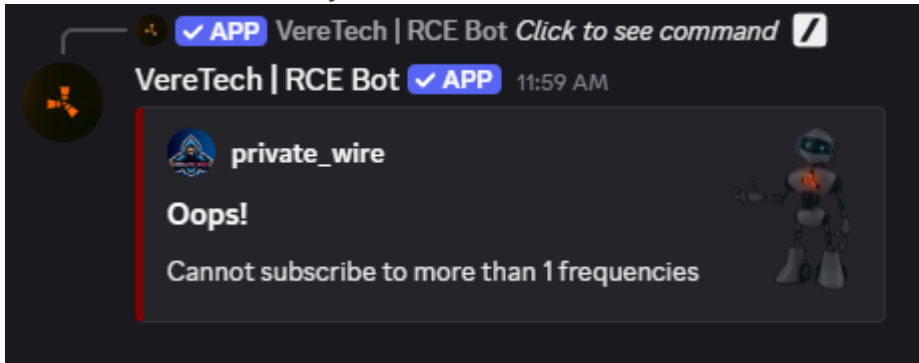 APP VereTech | RCE Bot Click to see command /
VereTech | RCE Bot APP 11:59 AM
private_wire
Oops!
Cannot subscribe to more than 1 frequencies